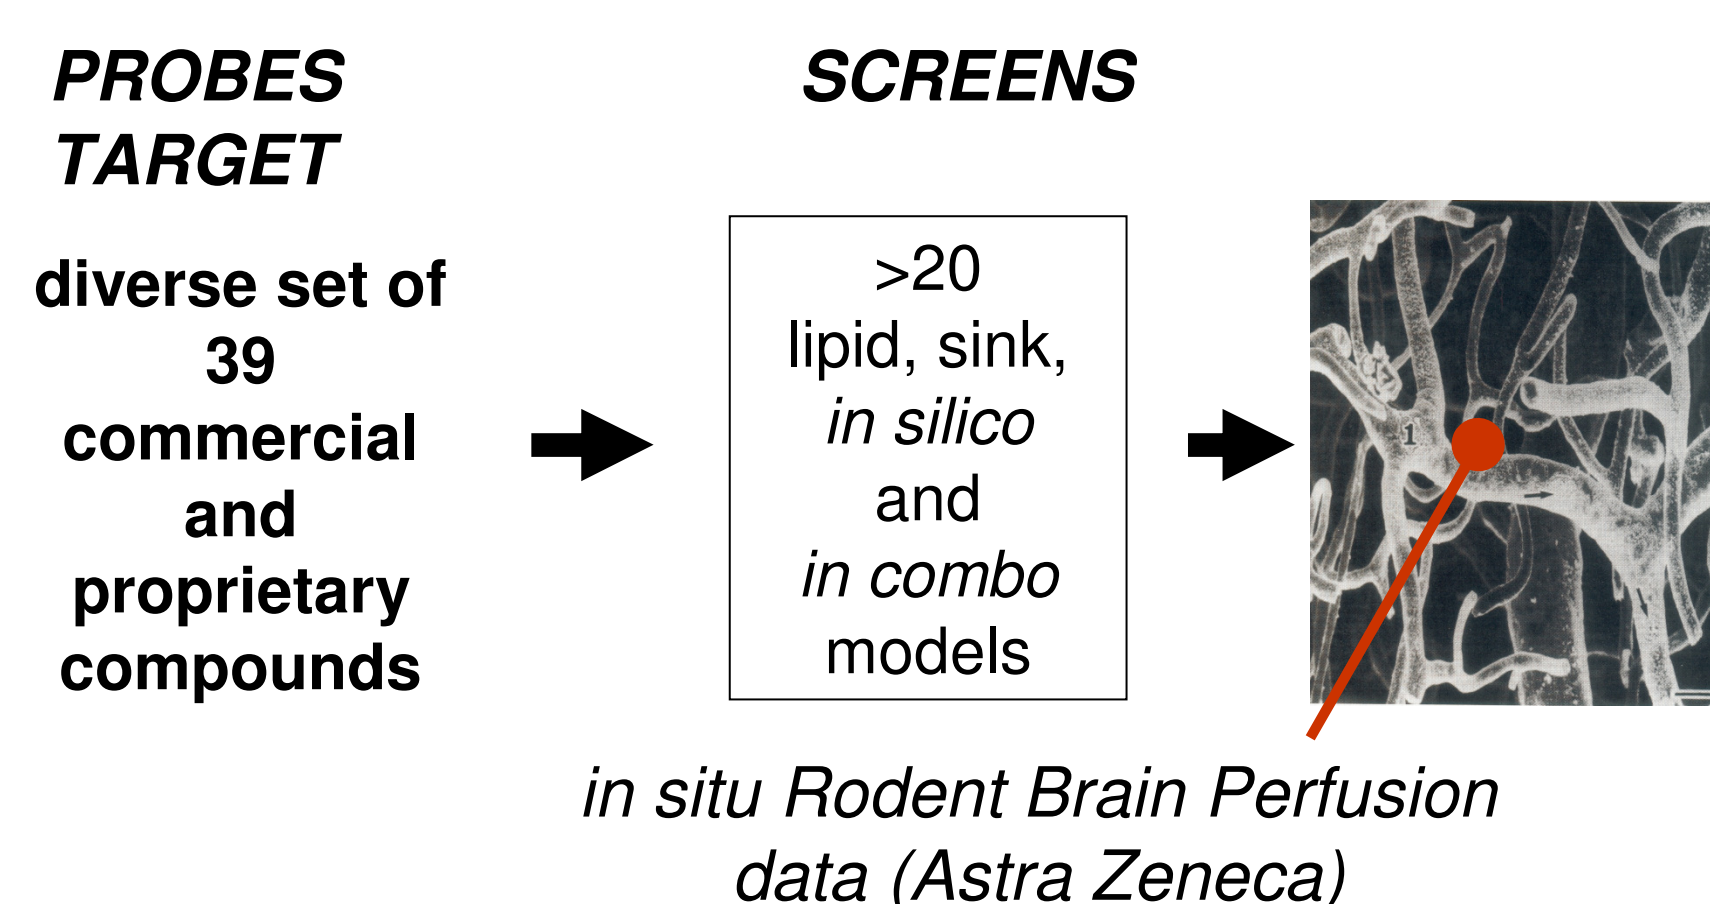 PROBES
TARGET
SCREENS
diverse set of
39
commercial
and
proprietary
compounds
>20
lipid, sink,
in silico
and
in combo
models
1
in situ Rodent Brain Perfusion
data (Astra Zeneca)